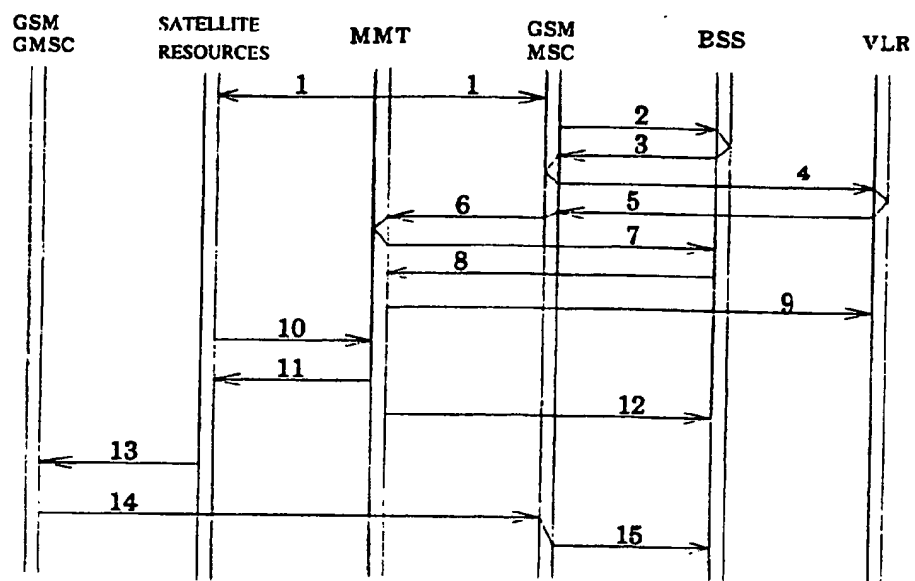 GSM
GMSC
SATELLITE
RESOURCES
MMT
GSM
MSC
BSS
VLR
1
1
2
3
4
5
6
7
8
9
10
11
12
13
14
15